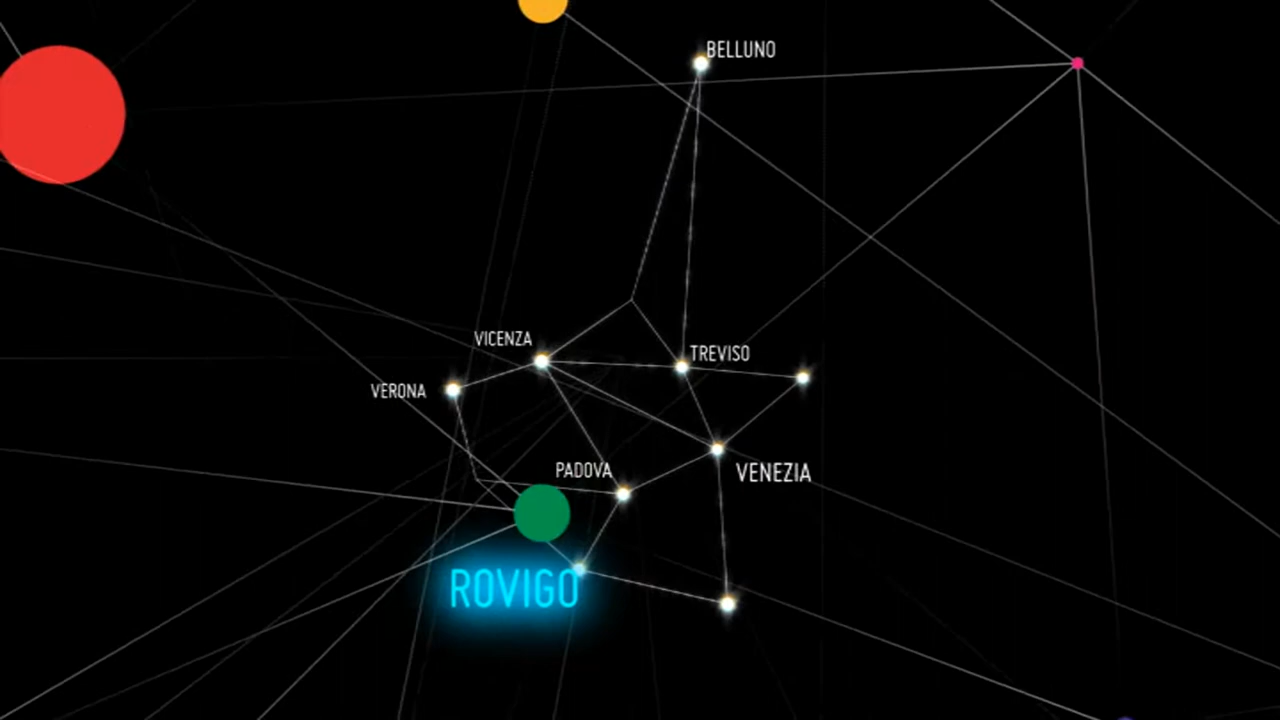 BELLUNO
VICENZA
TREVISO
VERONA
PADOVA
VENEZIA
ROVIGO